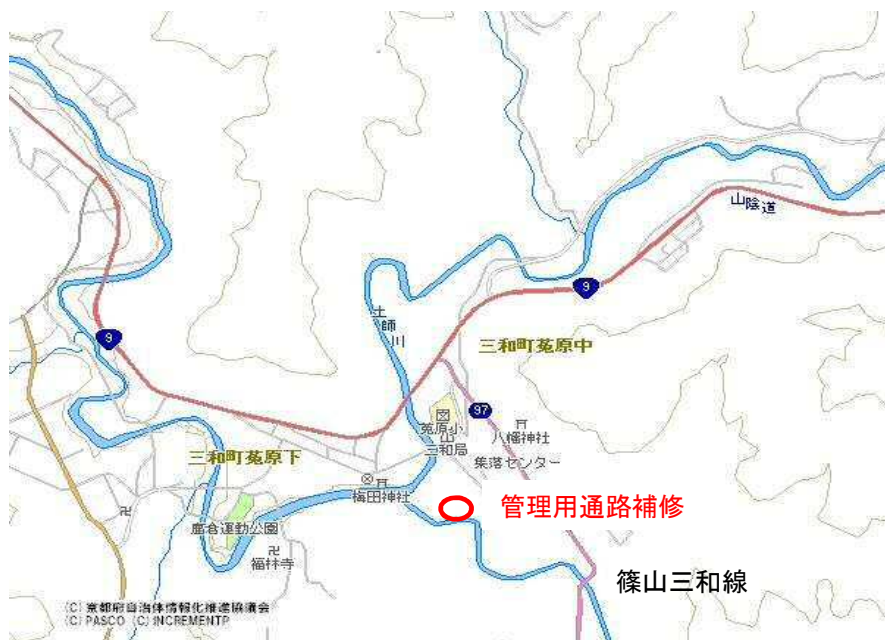 山陰道
9
9
土師川
三和町菟原中
97
菟原小
八幡神社
三和局
集落センター
三和町菟原下
梅田神社
管理用通路補修
鹿倉運動公園
福林寺
篠山三和線
(C) 京都府自治体情報化推進協議会
(C) PASCO (C) INCREMENTP